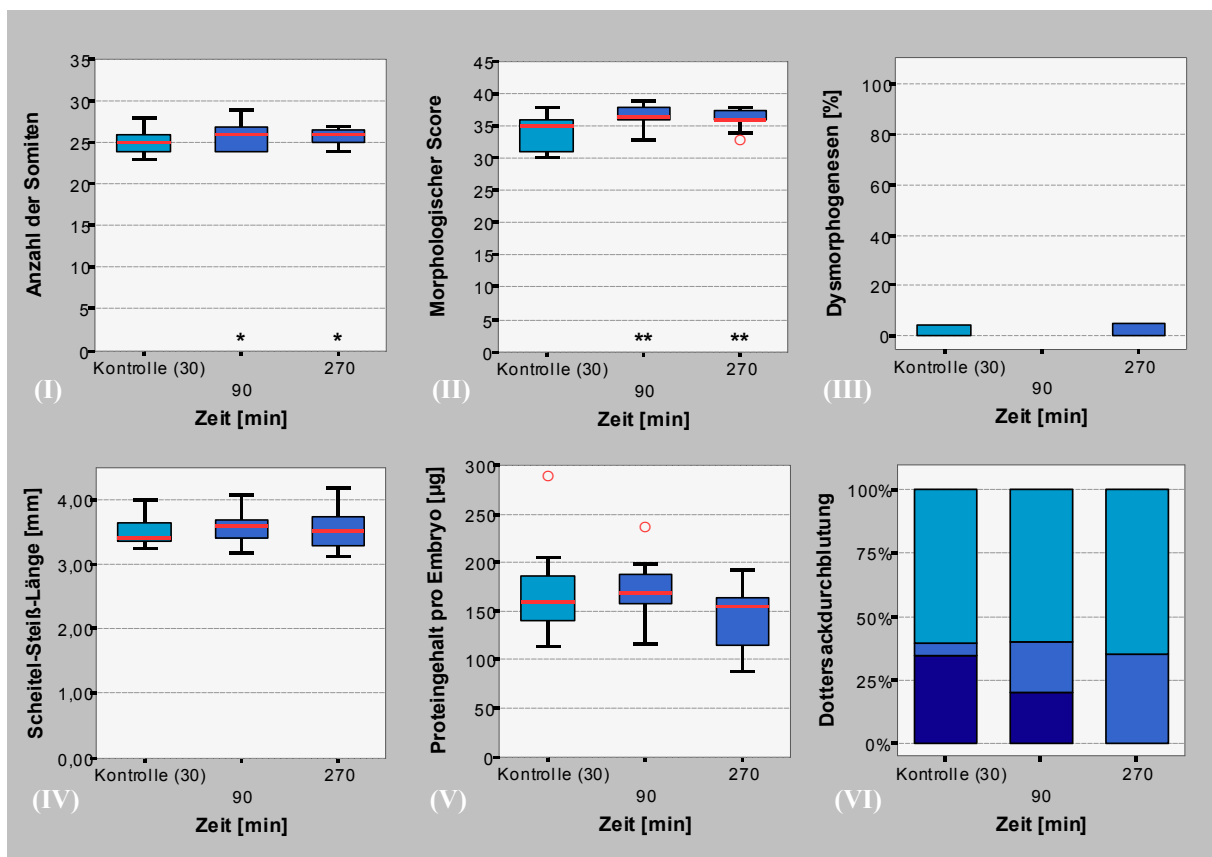 Anzahl der Somiten
35
30
25
20
15
10
5
0
* *
Kontrolle (30) 270
90
Zeit [min]
(I)
Morphologischer Score
45
40
35
30
25
20
15
10
5
0
** **
Kontrolle (30) 270
90
Zeit [min]
(II)
Dysmorphogenesen [%]
100
80
60
40
20
0
Kontrolle (30) 270
90
Zeit [min]
(III)
Scheitel-Steiß-Länge [mm]
4,00
3,00
2,00
1,00
0,00
Kontrolle (30) 270
90
Zeit [min]
(IV)
Proteingehalt pro Embryo [µg]
300
250
200
150
100
50
0
Kontrolle (30) 270
90
Zeit [min]
(V)
Dottersackdurchblutung
100%
75%
50%
25%
0%
Kontrolle (30) 270
90
Zeit [min]
(VI)